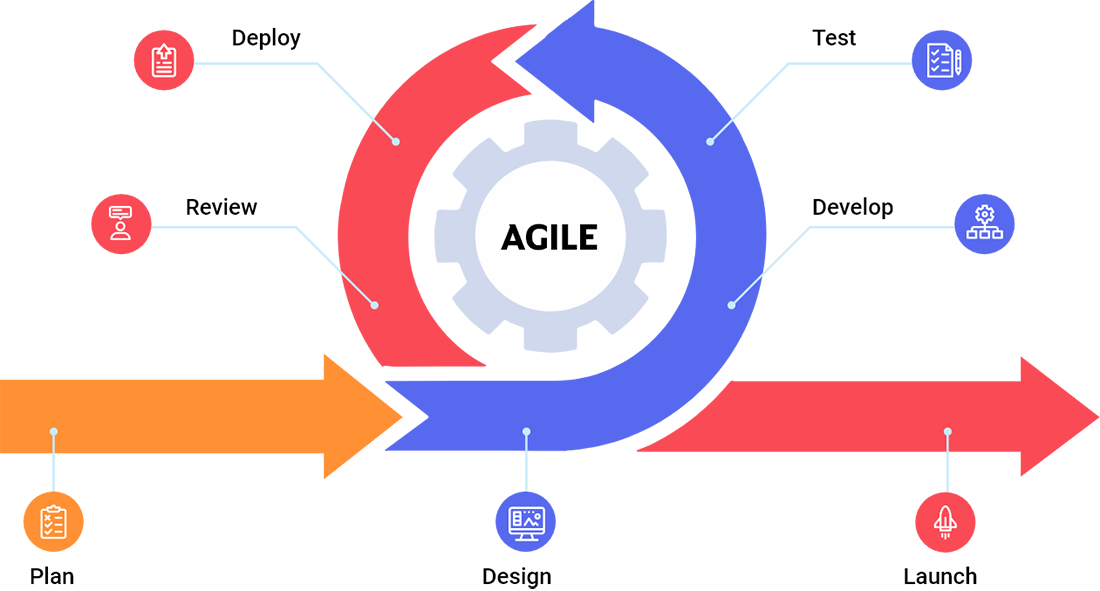 Deploy
Test
Review
Develop
AGILE
Plan
Design
Launch